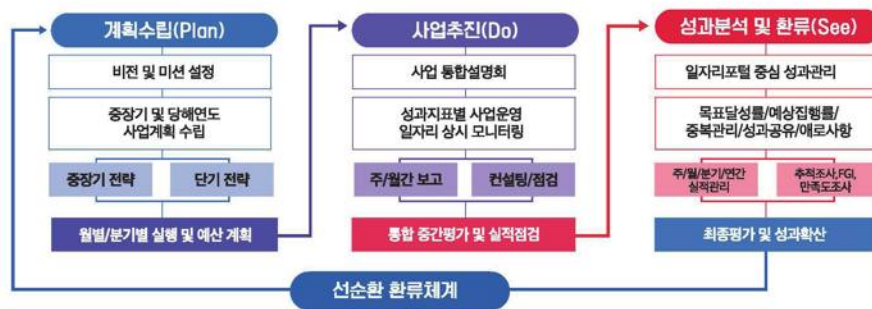 계획수립(Plan)
비전 및 미션 설정
중장기 및 당해연도
사업계획 수립
중장기 전략
단기 전략
월별/분기별 실행 및 예산 계획
사업추진(Do)
사업 통합설명회
성과지표별 사업운영
일자리 상시 모니터링
주/월간 보고
컨설팅/점검
통합 중간평가 및 실적점검
성과분석 및 환류(See)
일자리포털 중심 성과관리
목표달성률/예상집행률/
중복관리/성과공유/애로사항
주/월/분기/연간
실적관리
추적조사,FGI,
만족도조사
최종평가 및 성과확산
선순환 환류체계